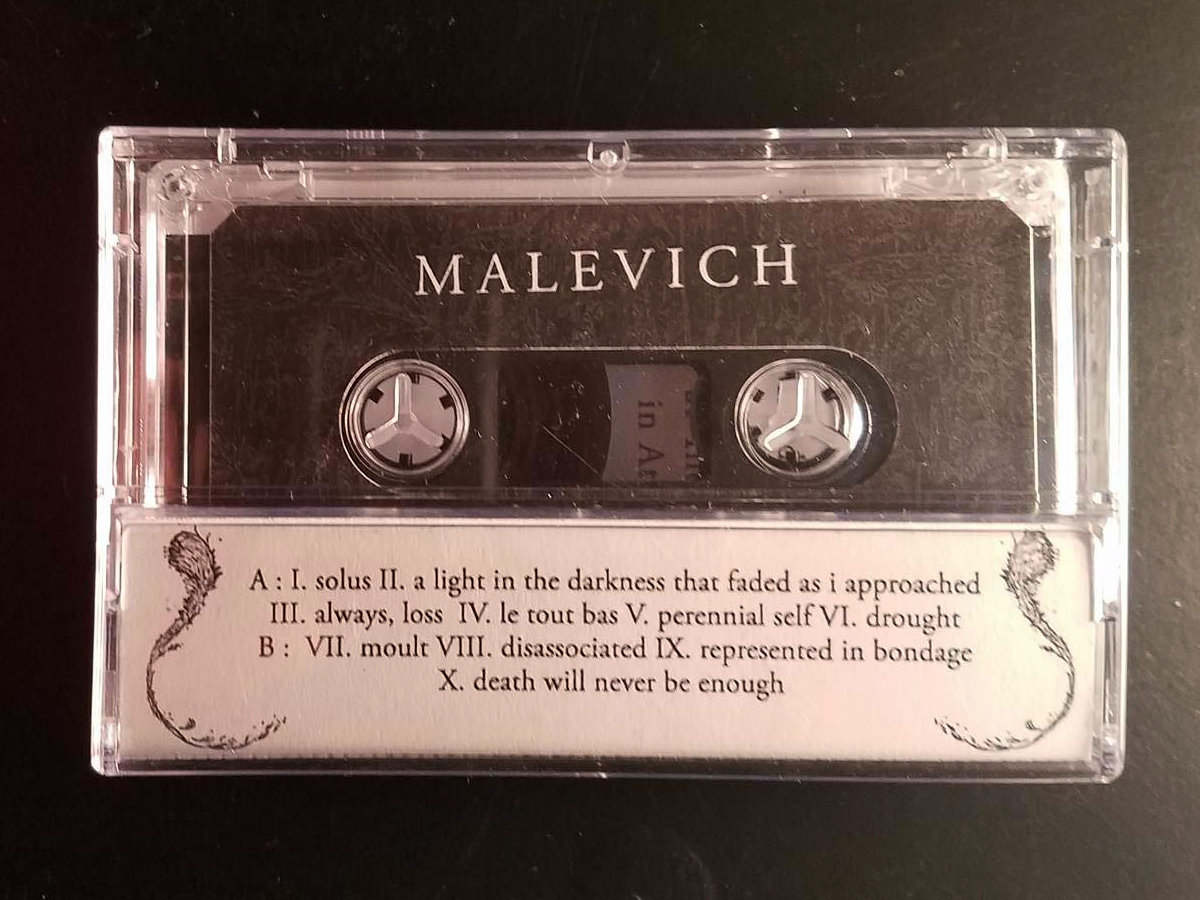 MALEVICH
in
A : I. solus II. a light in the darkness that faded as i approached
III. always, loss IV. le tout bas V. perennial self VI. drought
B : VII. moult VIII. disassociated IX. represented in bondage
X. death will never be enough